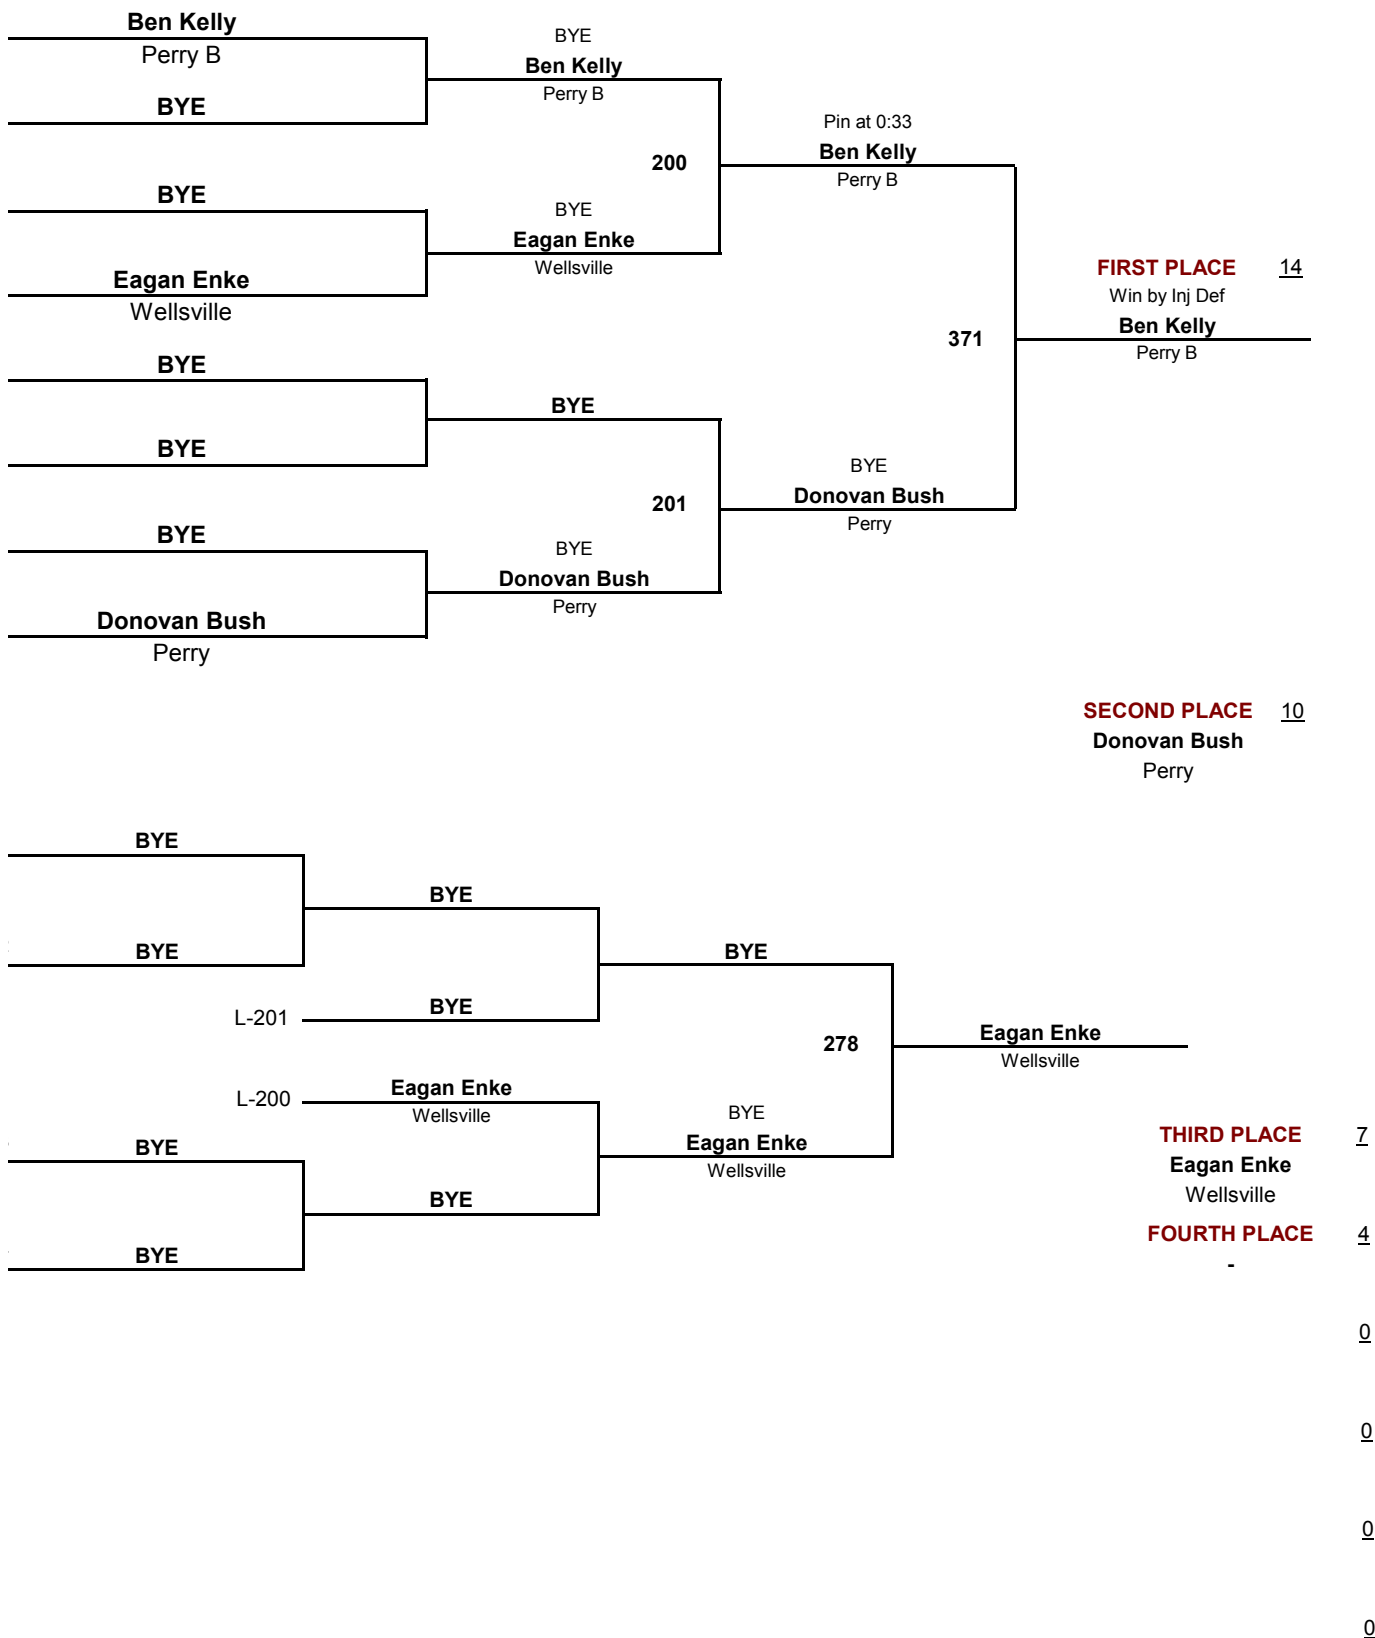 Ben Kelly
Perry B
BYE
BYE
Eagan Enke
Wellsville
BYE
BYE
BYE
Donovan Bush
Perry
BYE
Ben Kelly
Perry B
200
BYE
Eagan Enke
Wellsville
BYE
201
BYE
Donovan Bush
Perry
Pin at 0:33
Ben Kelly
Perry B
371
BYE
Donovan Bush
Perry
FIRST PLACE 14
Win by Inj Def
Ben Kelly
Perry B
SECOND PLACE 10
Donovan Bush
Perry
BYE
BYE
BYE
BYE
BYE
L-201 BYE
L-200 Eagan Enke
Wellsville
BYE
BYE
278
BYE
Eagan Enke
Wellsville
Eagan Enke
Wellsville
THIRD PLACE 7
Eagan Enke
Wellsville
FOURTH PLACE 4
-
0
0
0
0